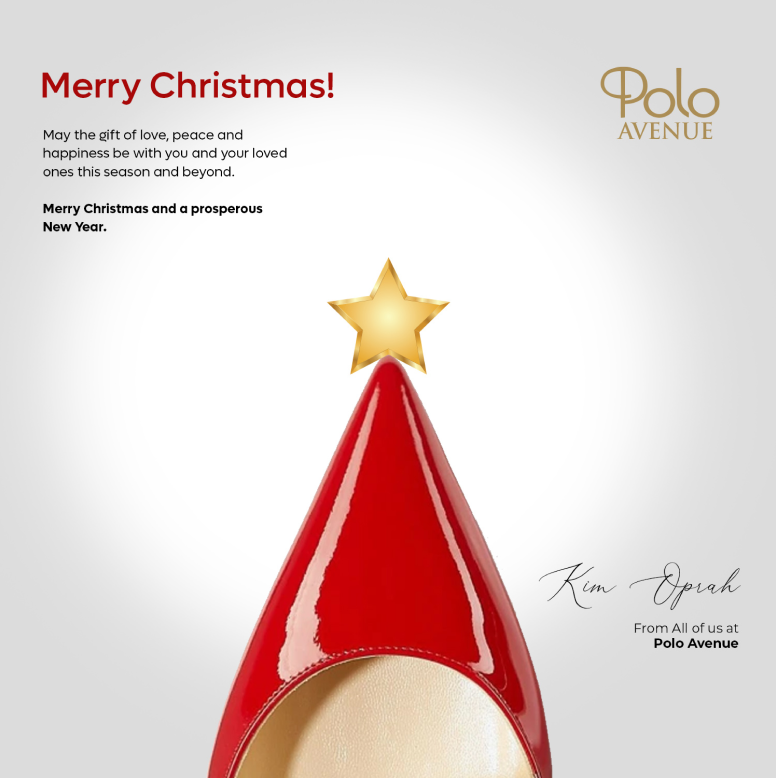 Merry Christmas!
Polo
AVENUE
May the gift of love, peace and
happiness be with you and your loved
ones this season and beyond.
Merry Christmas and a prosperous
New Year.
Kim Oprah
From All of us at
Polo Avenue